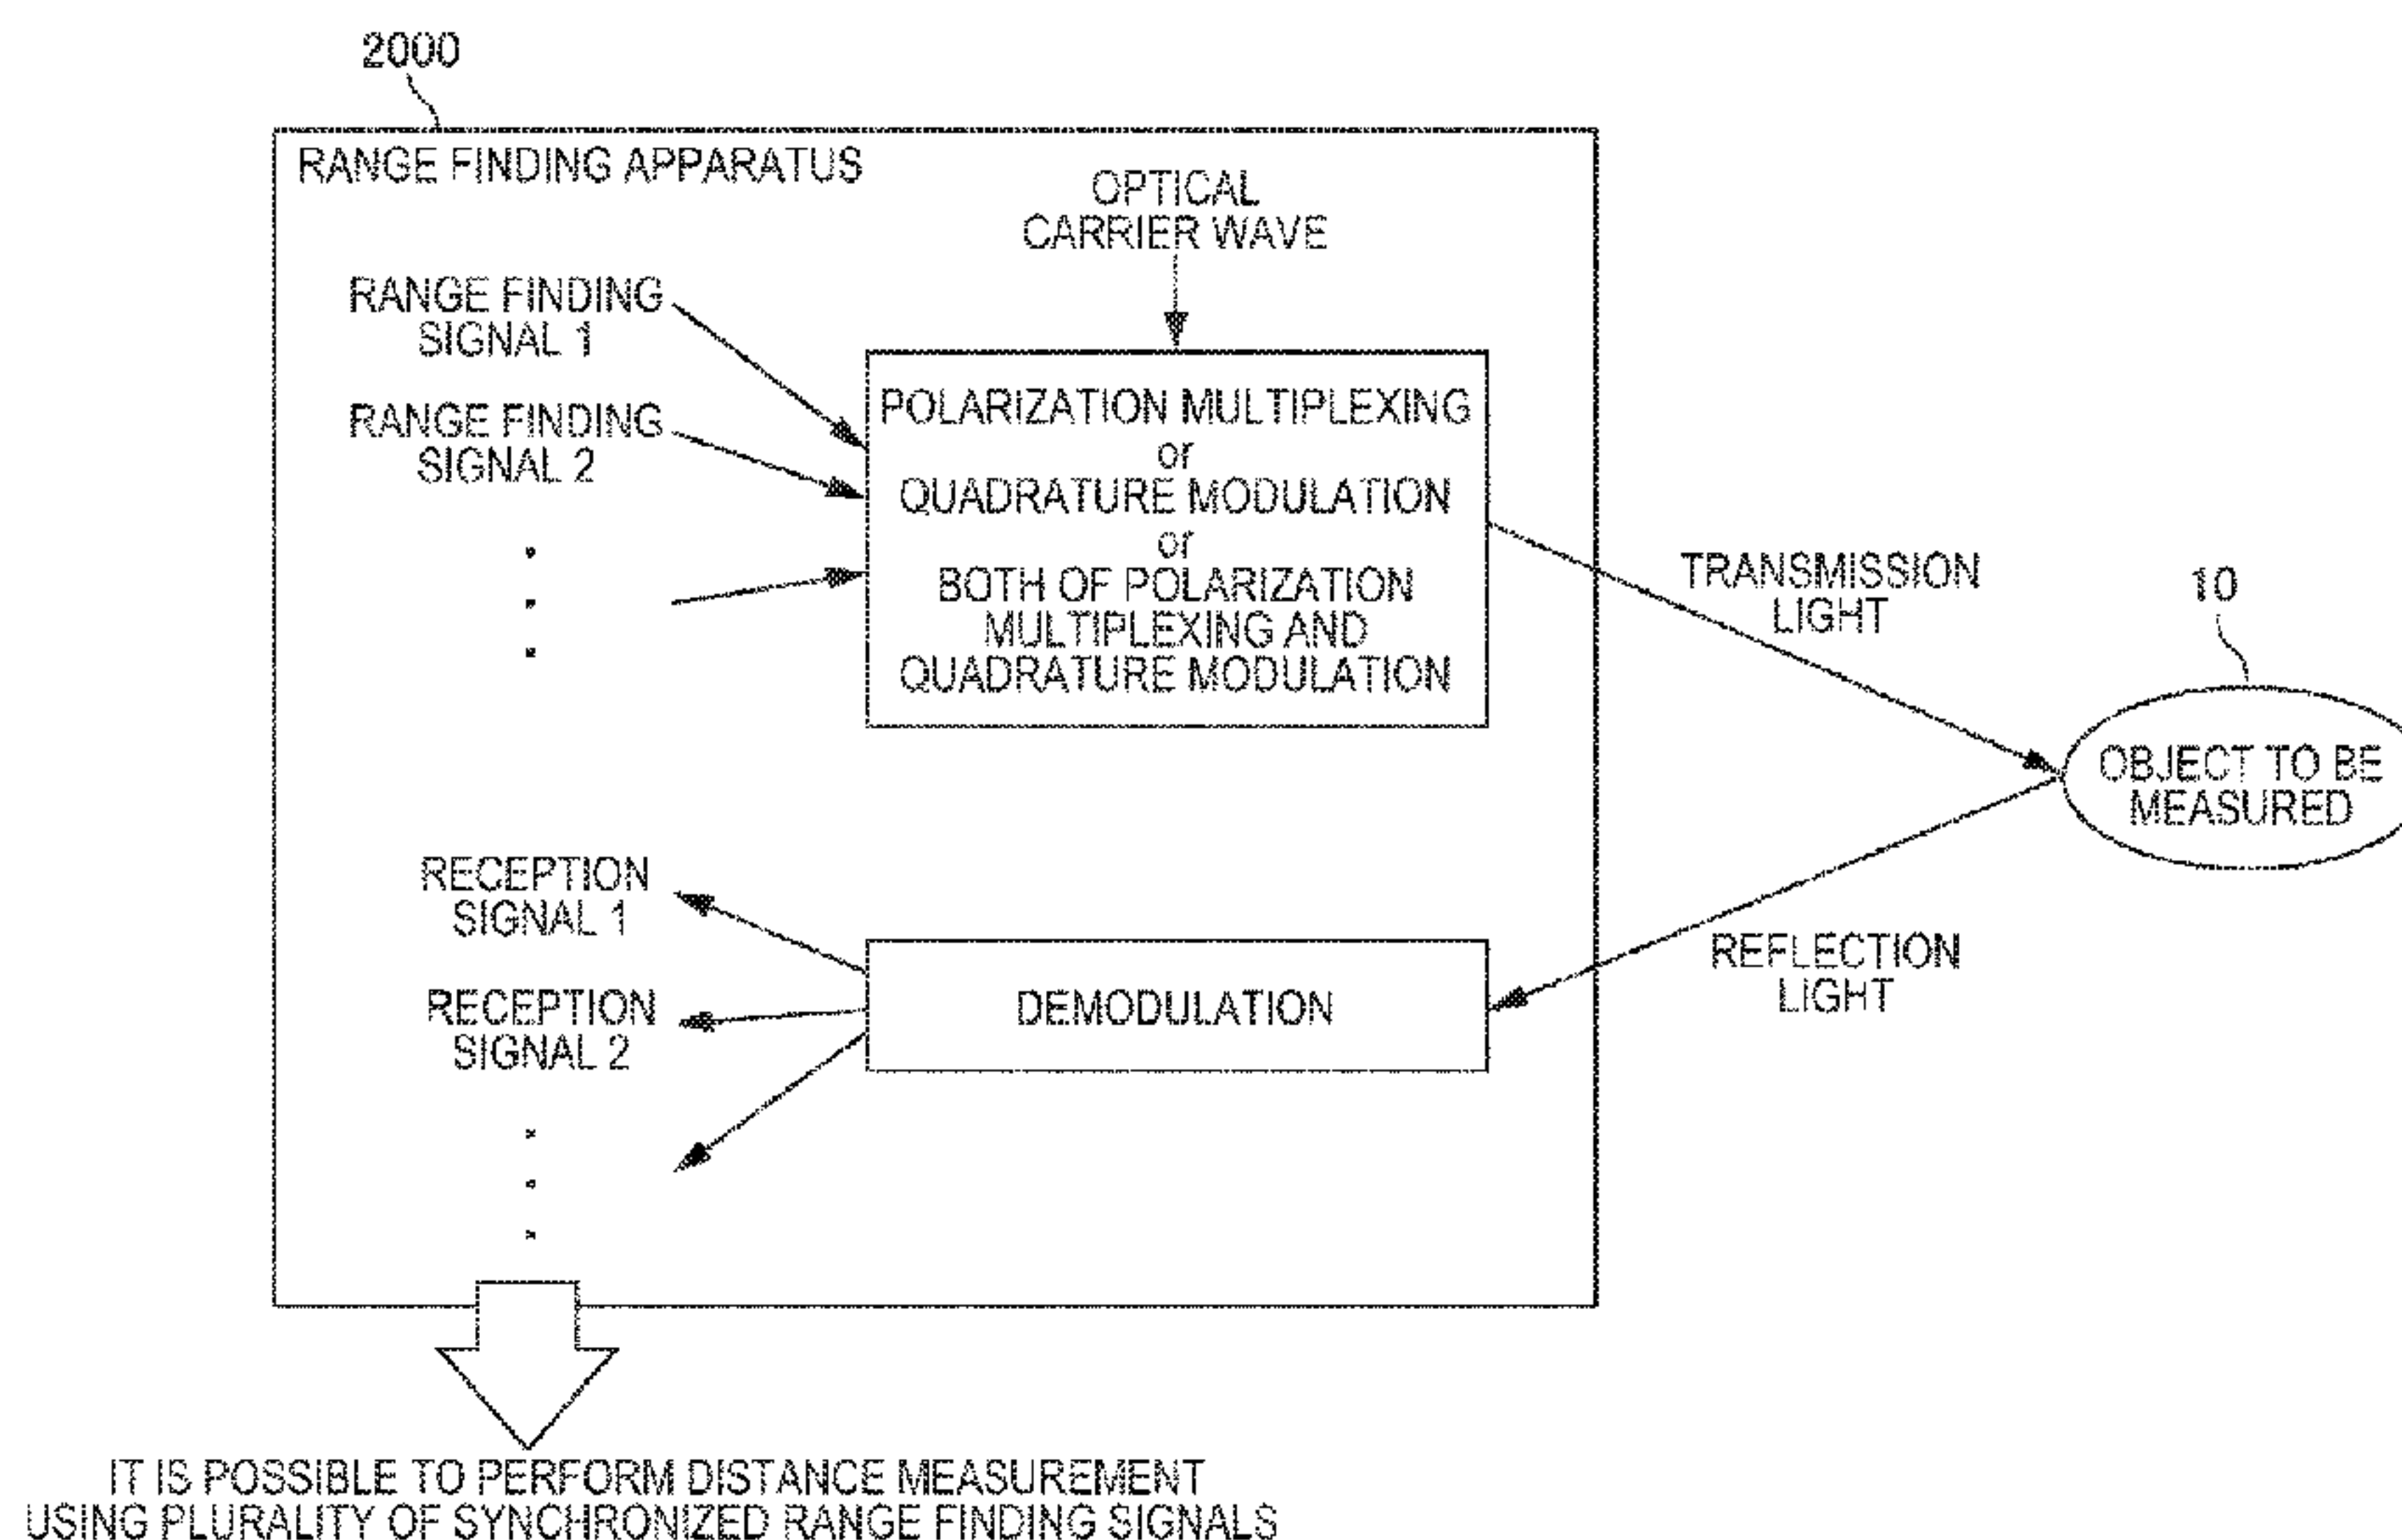 2000
RANGE FINDING APPARATUS
OPTICAL
CARRIER WAVE
RANGE FINDING
SIGNAL 1
RANGE FINDING
SIGNAL 2
POLARIZATION MULTIPLEXING
or
QUADRATURE MODULATION
or
BOTH OF POLARIZATION
MULTIPLEXING AND
QUADRATURE MODULATION
TRANSMISSION
LIGHT
10
OBJECT TO BE
MEASURED
RECEPTION
SIGNAL 1
RECEPTION
SIGNAL 2
DEMODULATION
REFLECTION
LIGHT
IT IS POSSIBLE TO PERFORM DISTANCE MEASUREMENT
USING PLURALITY OF SYNCHRONIZED RANGE FINDING SIGNALS